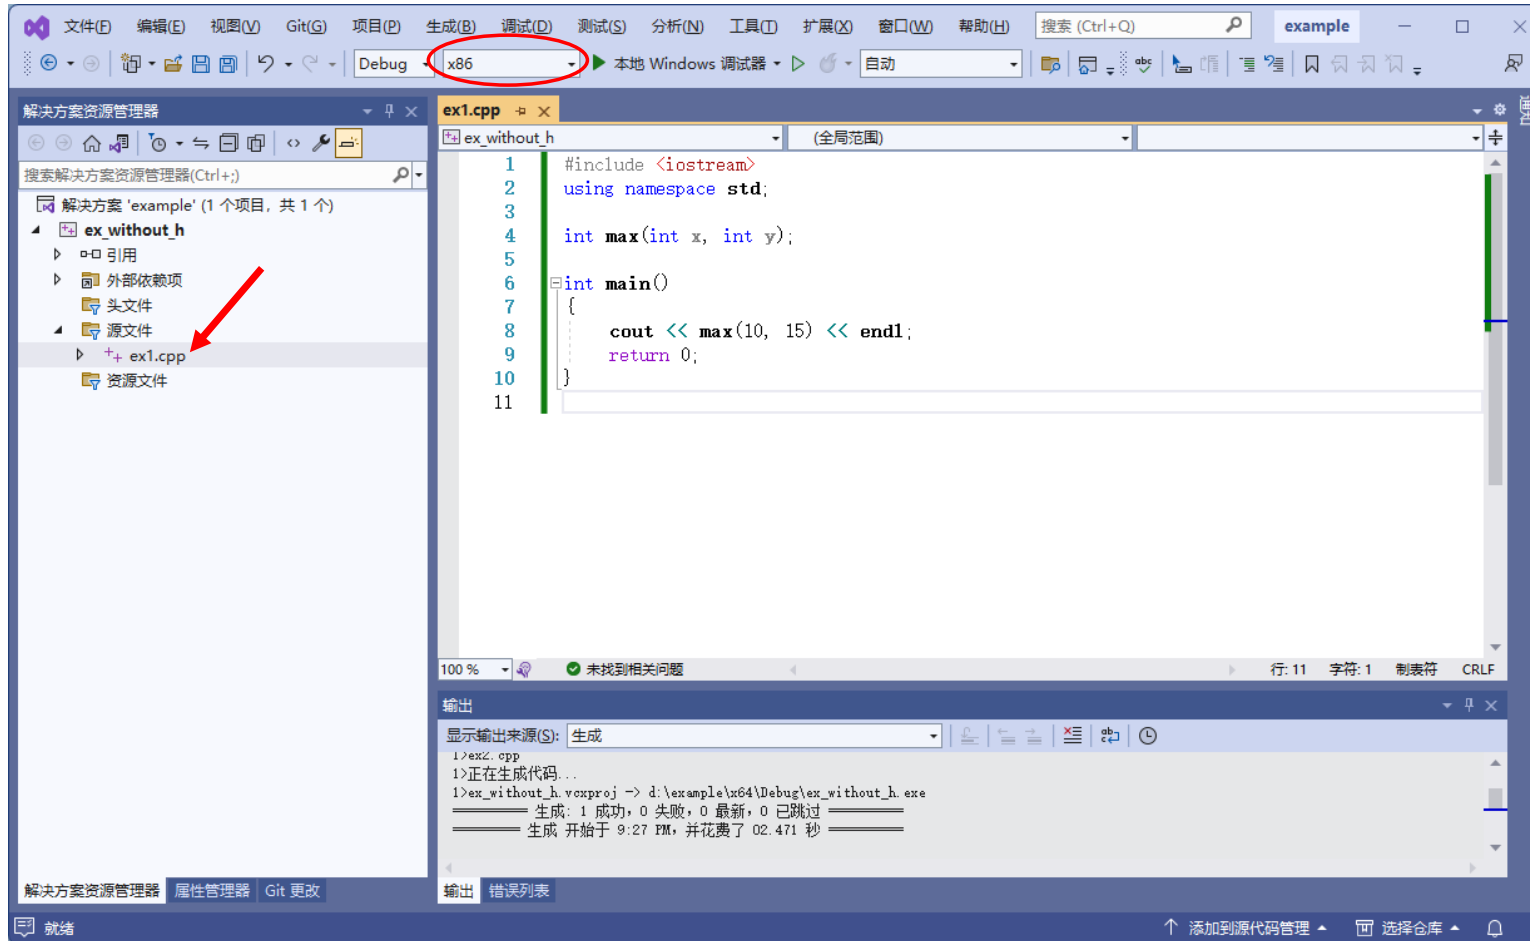 文件(F) 编辑(E) 视图(V) Git(G) 项目(P) 生成(B) 调试(D) 测试(S) 分析(N) 工具(T) 扩展(X) 窗口(W) 帮助(H) 搜索 (Ctrl+Q) example
Debug x86 本地 Windows 调试器 自动
解决方案资源管理器
搜索解决方案资源管理器(Ctrl+;)
解决方案 'example' (1 个项目，共 1 个)
ex_without_h
引用
外部依赖项
头文件
源文件
ex1.cpp
资源文件
解决方案资源管理器 属性管理器 Git 更改
ex1.cpp
ex_without_h (全局范围)
1 #include <iostream>
2 using namespace std;
3
4 int max(int x, int y);
5
6 int main()
7 {
8 cout << max(10, 15) << endl;
9 return 0;
10 }
11
100 % 未找到相关问题 行: 11 字符: 1 制表符 CRLF
输出
显示输出来源(S): 生成
1>ex2.cpp
1>正在生成代码...
1>ex_without_h.vcxproj -> d:\example\x64\Debug\ex_without_h.exe
========== 生成: 1 成功，0 失败，0 最新，0 已跳过 ==========
========== 生成 开始于 9:27 PM，并花费了 02.471 秒 ==========
输出 错误列表
就绪 添加到源代码管理 选择仓库